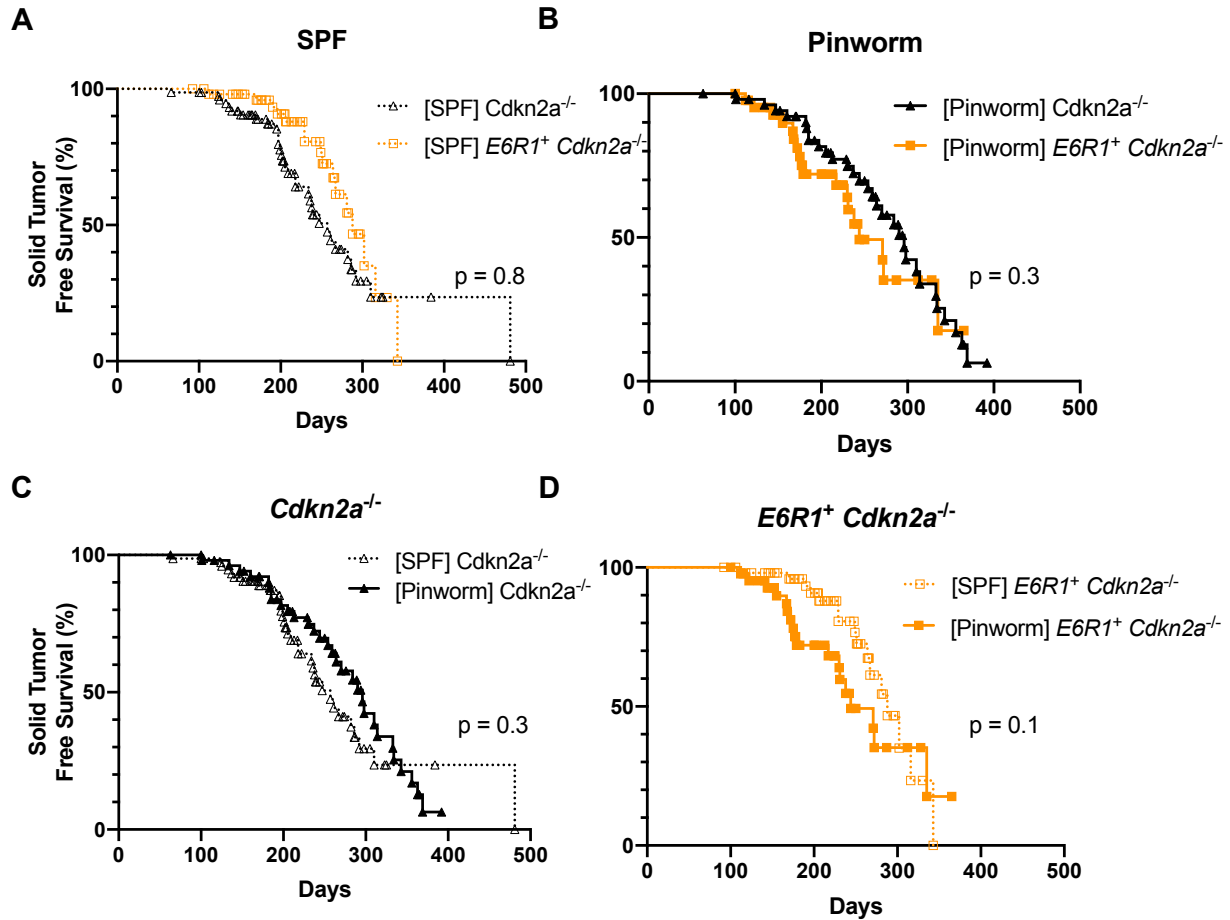 A
SPF
Solid Tumor
Free Survival (%)
100
50
0
[SPF] Cdkn2a-/-
[SPF] E6R1+ Cdkn2a-/-
p = 0.8
0 100 200 300 400 500
Days
B
Pinworm
100
50
0
[Pinworm] Cdkn2a-/-
[Pinworm] E6R1+ Cdkn2a-/-
p = 0.3
0 100 200 300 400 500
Days
C
Cdkn2a-/-
Solid Tumor
Free Survival (%)
100
50
0
[SPF] Cdkn2a-/-
[Pinworm] Cdkn2a-/-
p = 0.3
0 100 200 300 400 500
Days
D
E6R1+ Cdkn2a-/-
100
50
0
[SPF] E6R1+ Cdkn2a-/-
[Pinworm] E6R1+ Cdkn2a-/-
p = 0.1
0 100 200 300 400 500
Days